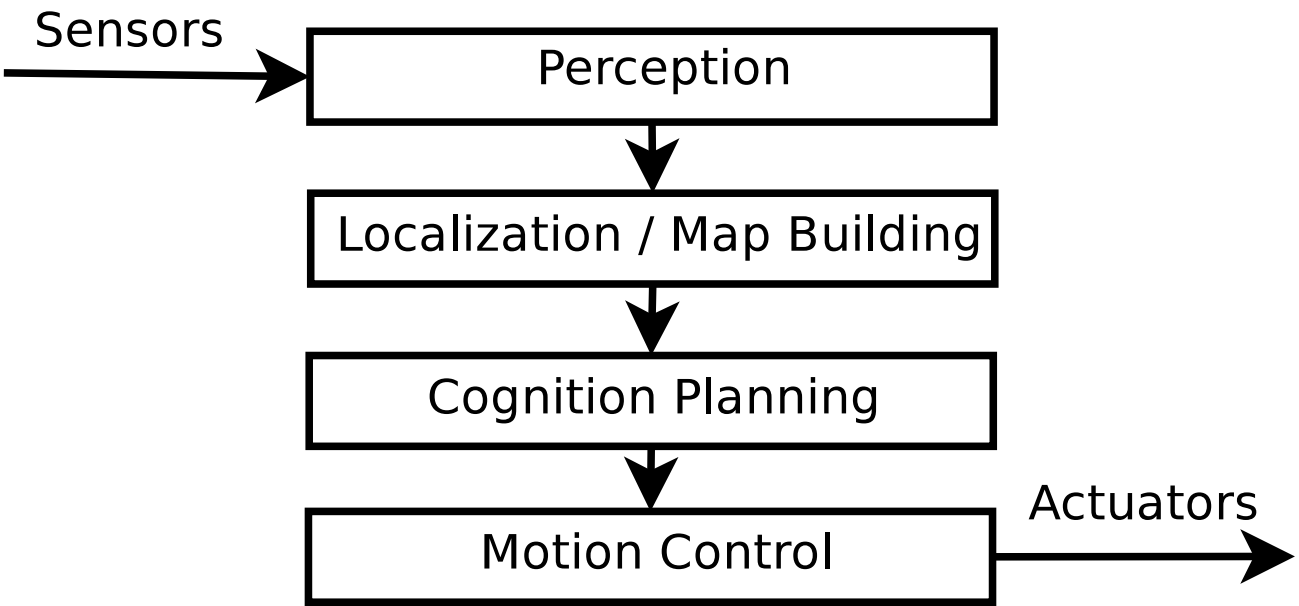 Sensors
Perception
Localization / Map Building
Cognition Planning
Actuators
Motion Control